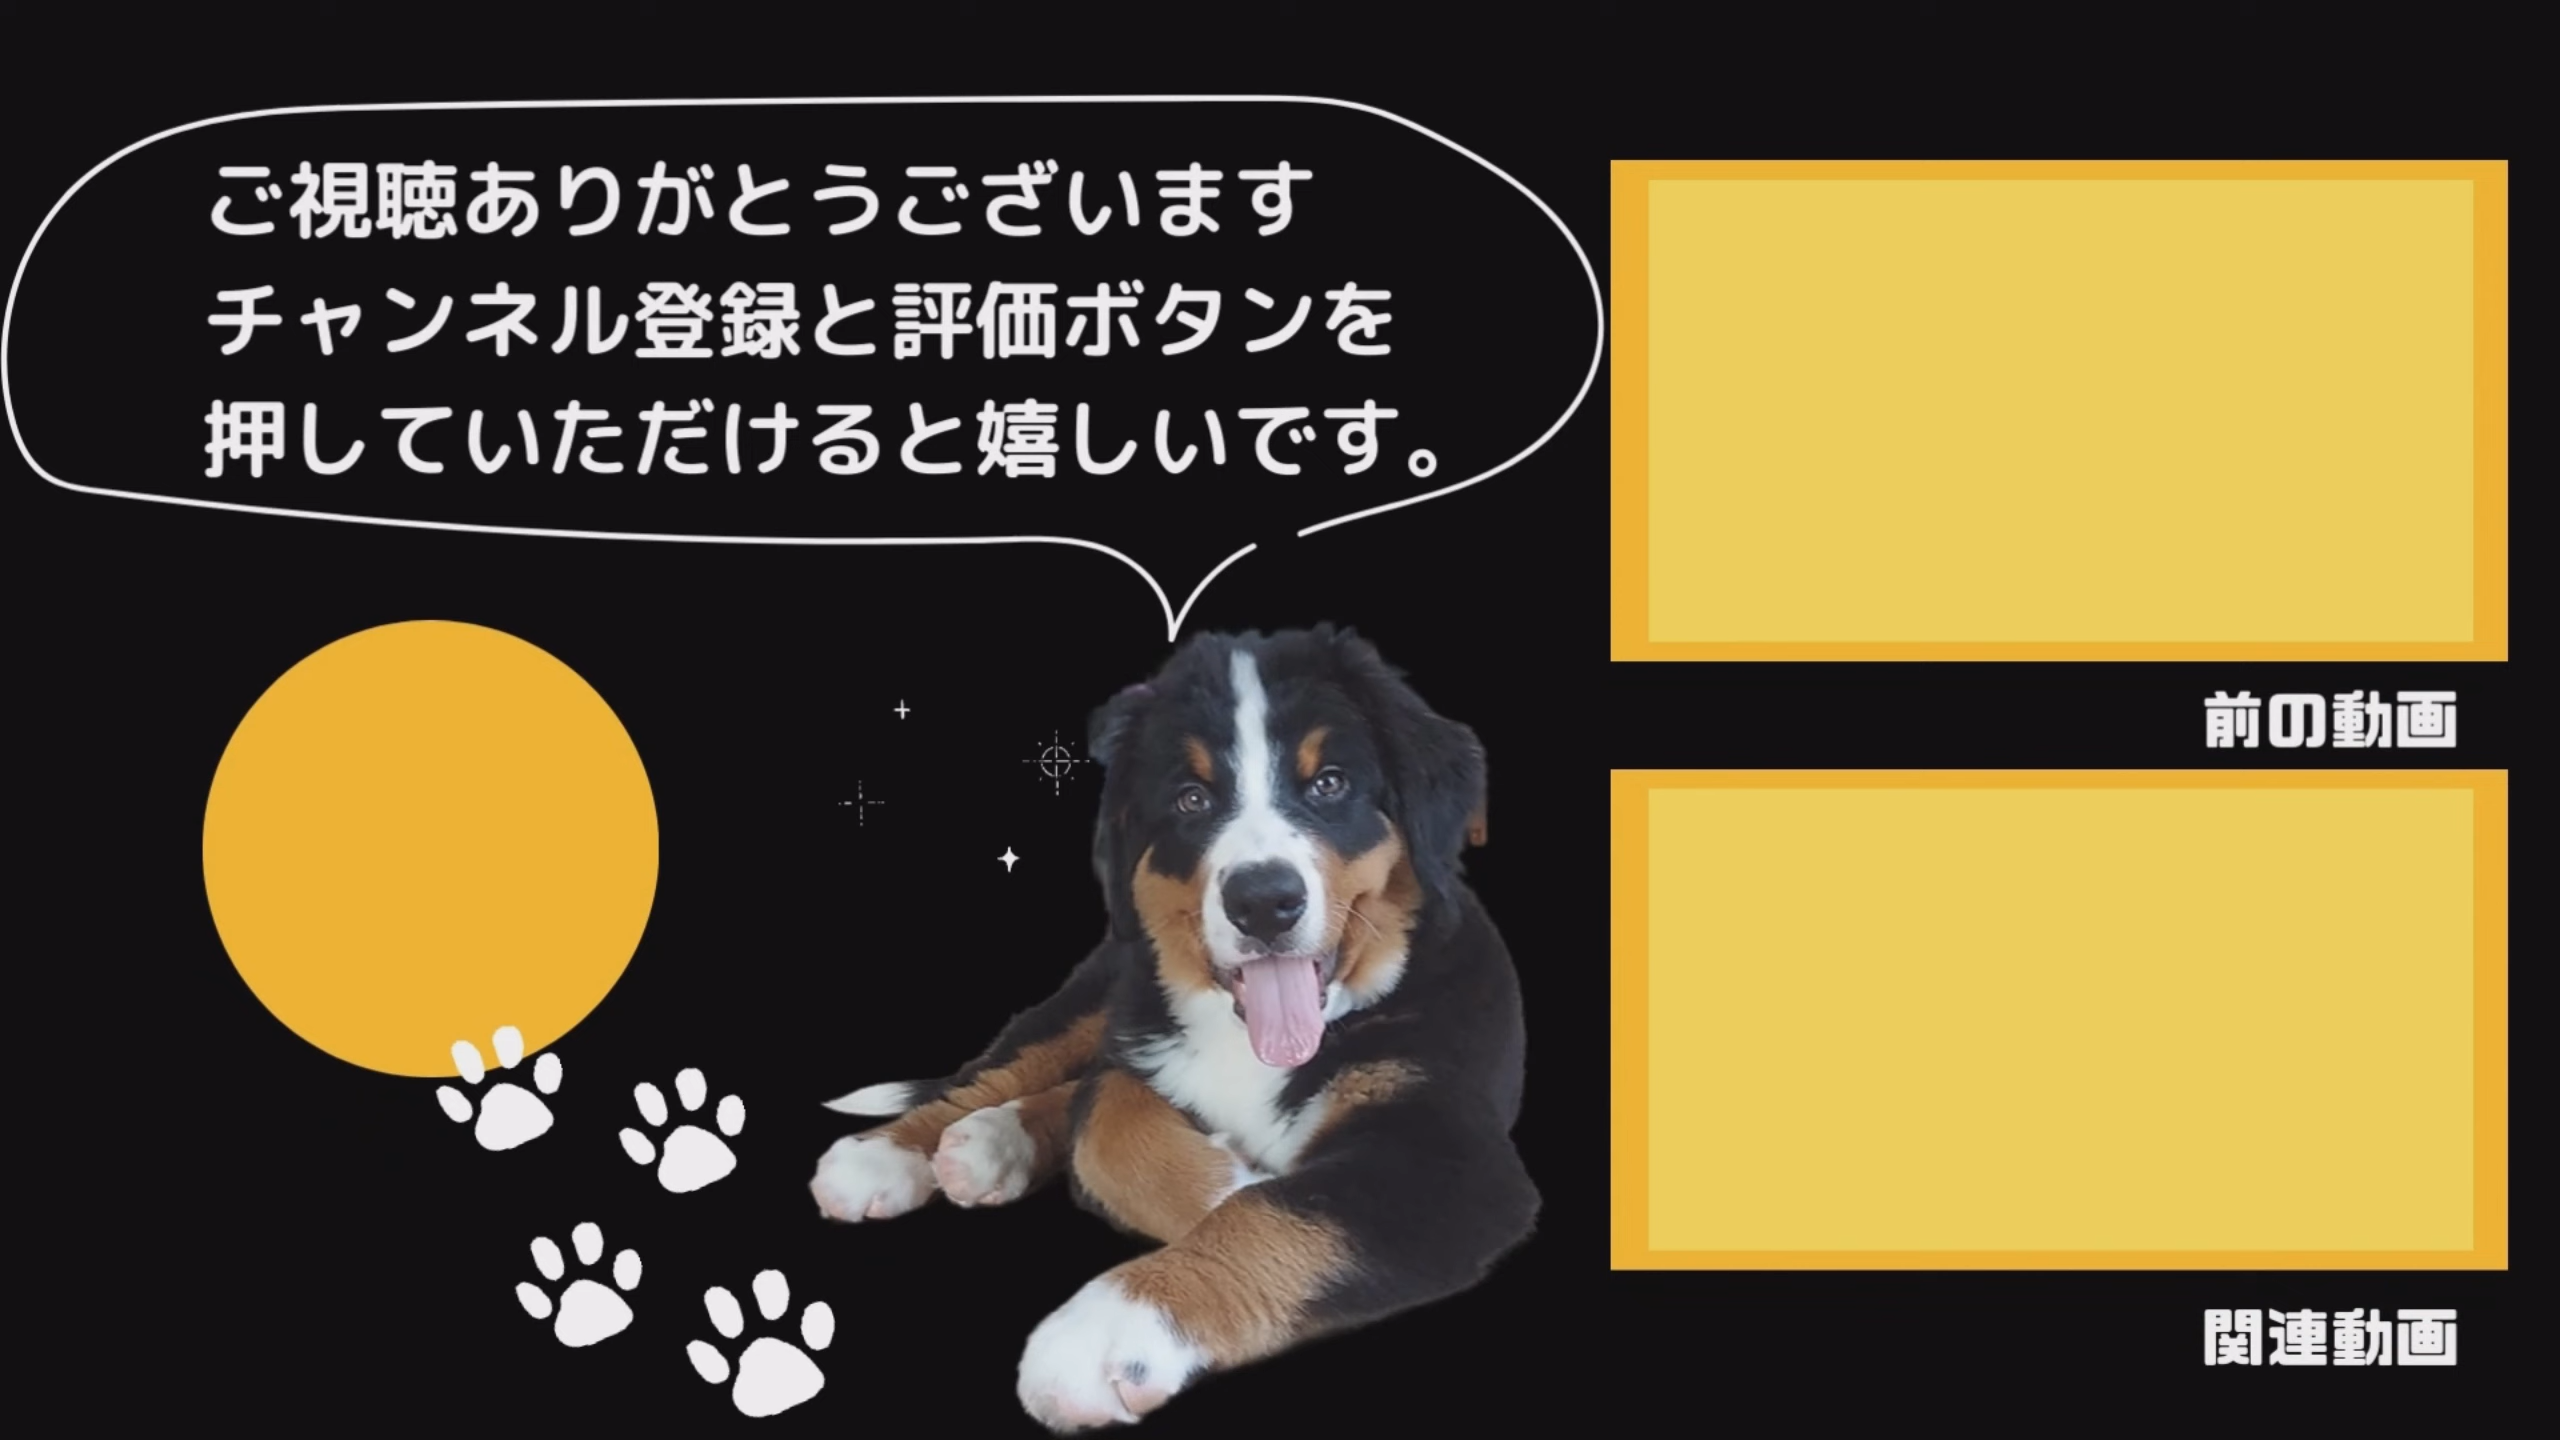 ご視聴ありがとうございます
チャンネル登録と評価ボタンを
押していただけると嬉しいです。
前の動画
関連動画